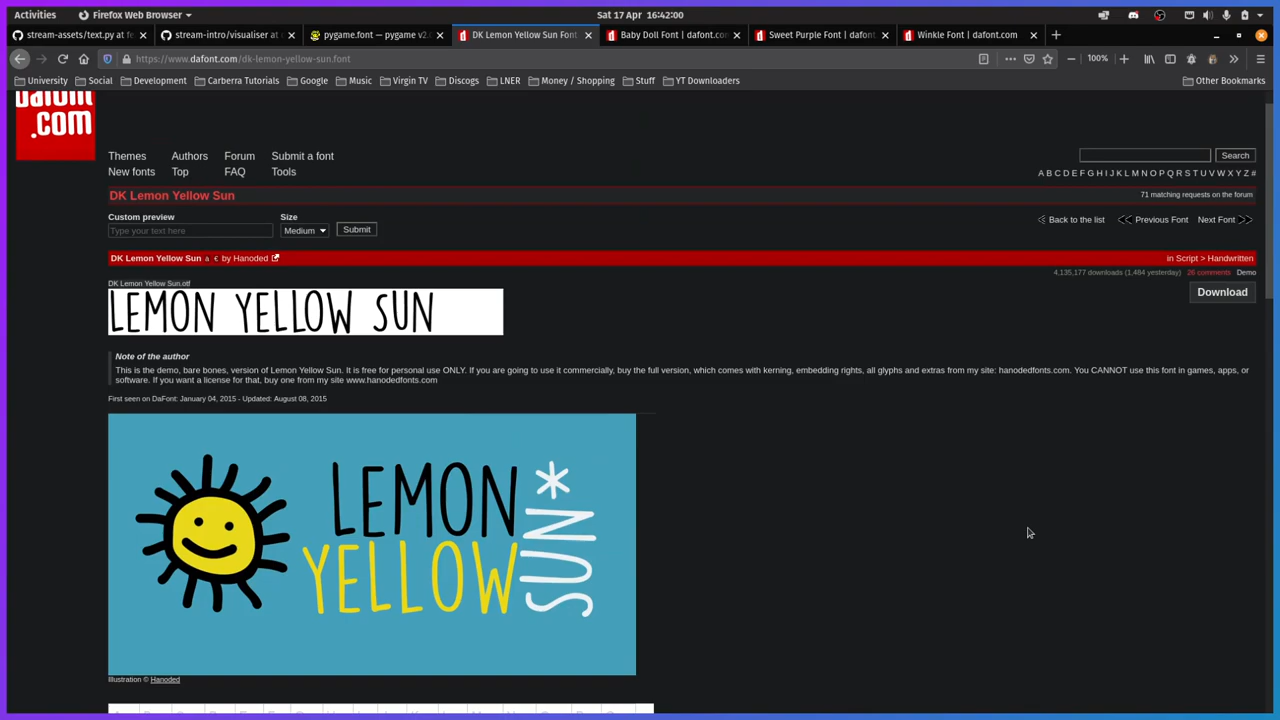 Activities Firefox Web Browser Sat 17 Apr 16:42:00
stream-assets/text.py at fe stream-intro/visualiser at pygame.font — pygame v2.0 DK Lemon Yellow Sun Font Baby Doll Font | dafont.com Sweet Purple Font | dafont. Winkle Font | dafont.com
https://www.dafont.com/dk-lemon-yellow-sun.font 100%
University Social Development Carberra Tutorials Google Music Virgin TV Discogs LNER Money / Shopping Stuff YT Downloaders Other Bookmarks
dafont
.com
Themes Authors Forum Submit a font
New fonts Top FAQ Tools
Search
A B C D E F G H I J K L M N O P Q R S T U V W X Y Z #
DK Lemon Yellow Sun 71 matching requests on the forum
Custom preview Size
Type your text here Medium Submit
Back to the list Previous Font Next Font
DK Lemon Yellow Sun à € by Hanoded in Script > Handwritten
4,135,177 downloads (1,484 yesterday) 26 comments Demo
DK Lemon Yellow Sun.otf
Download
LEMON YELLOW SUN
Note of the author
This is the demo, bare bones, version of Lemon Yellow Sun. It is free for personal use ONLY. If you are going to use it commercially, buy the full version, which comes with kerning, embedding rights, all glyphs and extras from my site: hanodedfonts.com. You CANNOT use this font in games, apps, or
software. If you want a license for that, buy one from my site www.hanodedfonts.com
First seen on DaFont: January 04, 2015 - Updated: August 08, 2015
LEMON
YELLOW
SUN*
Illustration © Hanoded